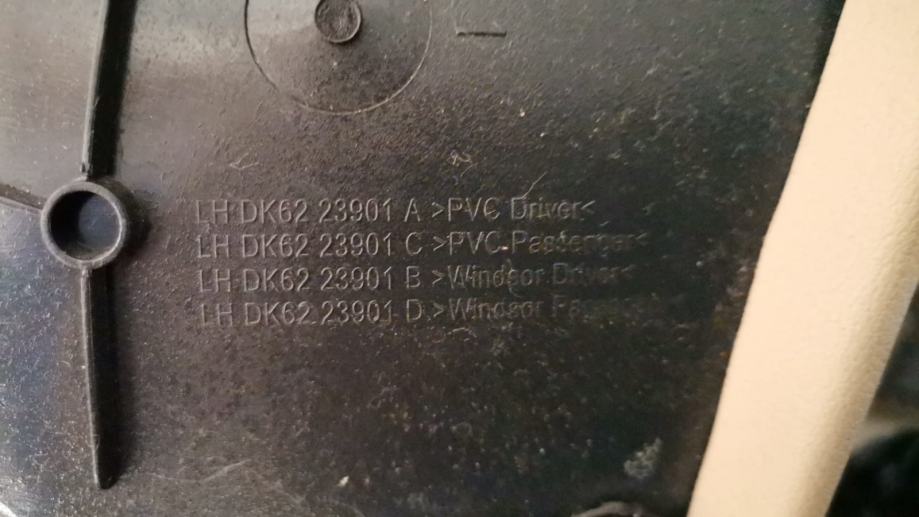 LH DK62 23901 A >PVC Driver<
LH DK62 23901 C >PVC Passenger<
LH DK62 23901 B >Windsor Driver<
LH DK62 23901 D >Windsor